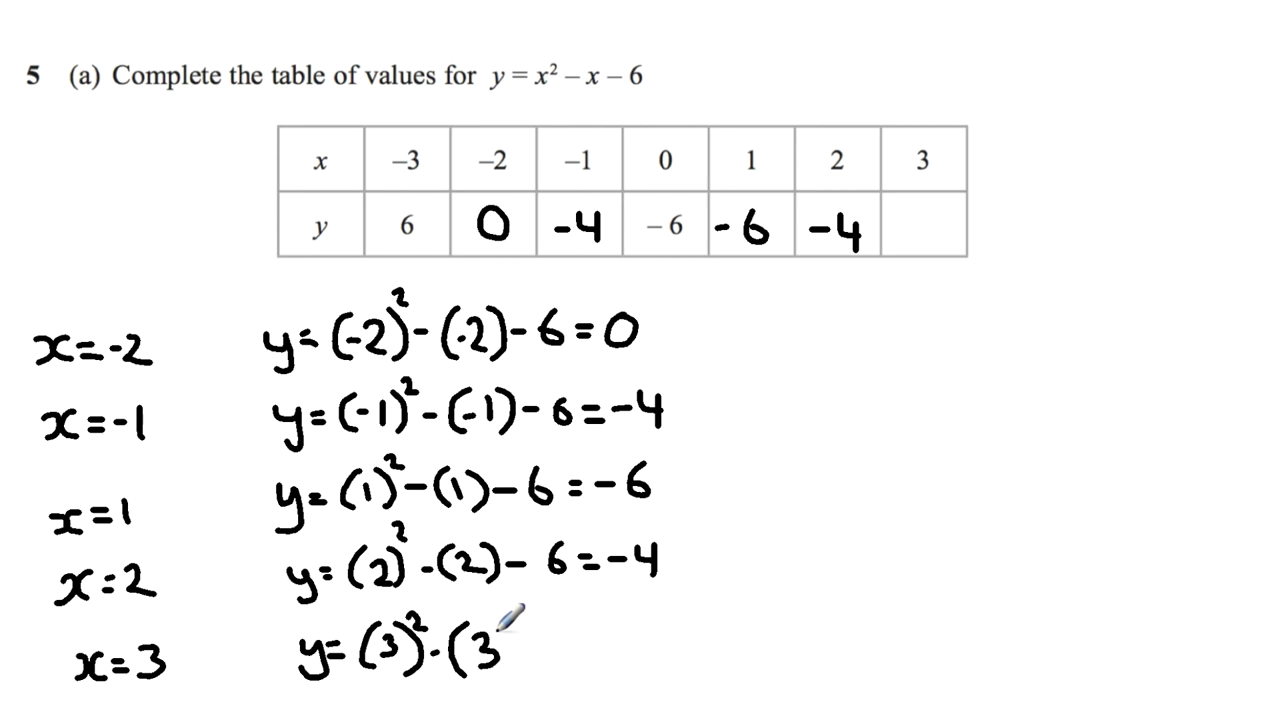 5 (a) Complete the table of values for y = x² – x – 6
x –3 –2 –1 0 1 2 3
y 6 0 -4 – 6 -6 -4
x=-2 y=(-2)²-(-2)-6=0
x=-1 y=(-1)²-(-1)-6=-4
x=1 y=(1)²-(1)-6=-6
x=2 y=(2)²-(2)-6=-4
x=3 y=(3)²-(3